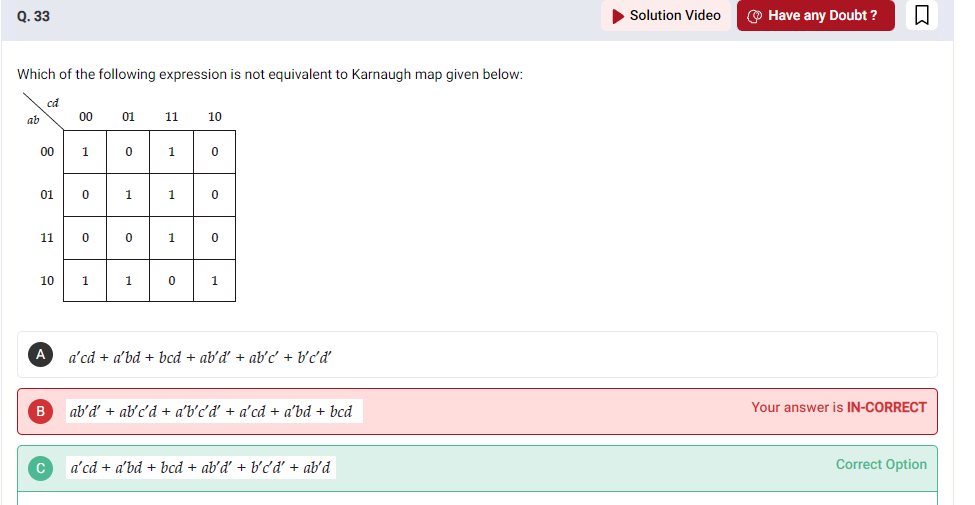 Q. 33
Solution Video
Have any Doubt ?
Which of the following expression is not equivalent to Karnaugh map given below:
cd
ab
00 01 11 10
00 1 0 1 0
01 0 1 1 0
11 0 0 1 0
10 1 1 0 1
A a′cd + a′bd + bcd + ab′d′ + ab′c′ + b′c′d′
B ab′d′ + ab′c′d + a′b′c′d′ + a′cd + a′bd + bcd Your answer is IN-CORRECT
C a′cd + a′bd + bcd + ab′d′ + b′c′d′ + ab′d Correct Option